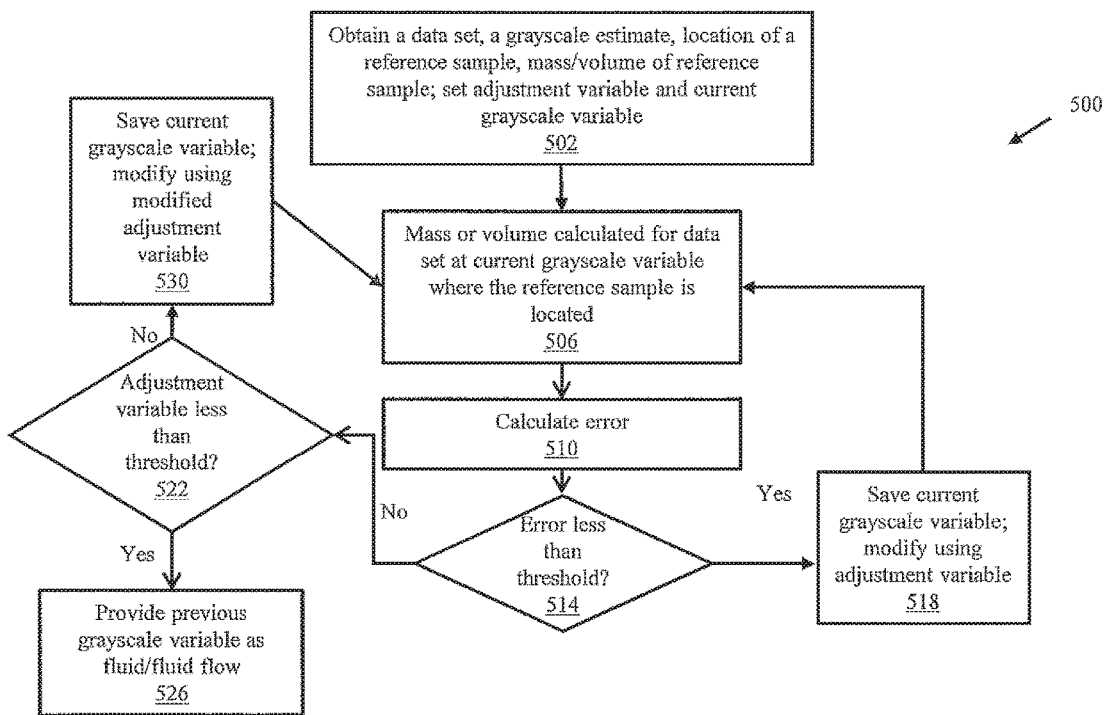 Obtain a data set, a grayscale estimate, location of a
reference sample, mass/volume of reference
sample; set adjustment variable and current
grayscale variable
502
500
Save current
grayscale variable;
modify using
modified
adjustment
variable
530
Mass or volume calculated for data
set at current grayscale variable
where the reference sample is
located
506
No
Adjustment
variable less
than
threshold?
522
Calculate error
510
Yes
No
Error less
than
threshold?
514
Save current
grayscale variable;
modify using
adjustment variable
518
Yes
Provide previous
grayscale variable as
fluid/fluid flow
526